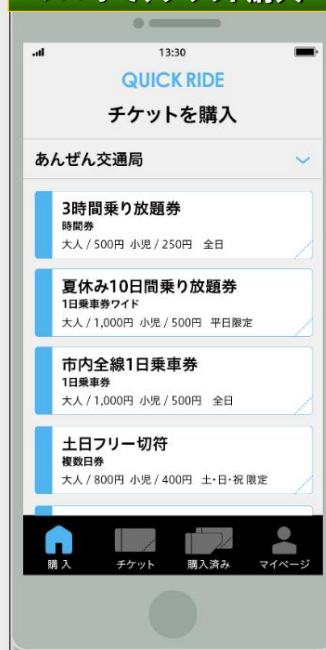 13:30
QUICK RIDE
チケットを購入
あんぜん交通局
3時間乗り放題券
時間券
大人 / 500円 小児 / 250円 全日
夏休み10日間乗り放題券
1日乗車券ワイド
大人 / 1,000円 小児 / 500円 平日限定
市内全線1日乗車券
1日乗車券
大人 / 1,000円 小児 / 500円 全日
土日フリー切符
複数日券
大人 / 800円 小児 / 400円 土・日・祝限定
購入 チケット 購入済み マイページ